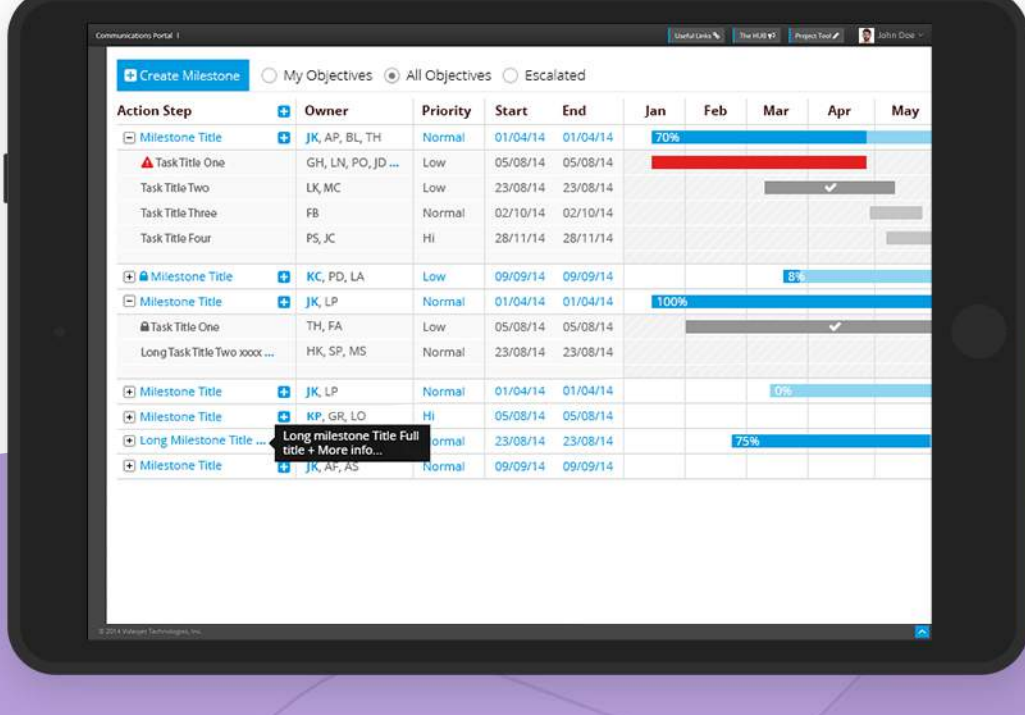 Communications Portal
Useful Links The HUB Project Tool John Doe
Create Milestone My Objectives All Objectives Escalated
Action Step Owner Priority Start End Jan Feb Mar Apr May
Milestone Title JK, AP, BL, TH Normal 01/04/14 01/04/14 70%
Task Title One GH, LN, PO, JD ... Low 05/08/14 05/08/14
Task Title Two LK, MC Low 23/08/14 23/08/14
Task Title Three FB Normal 02/10/14 02/10/14
Task Title Four PS, JC Hi 28/11/14 28/11/14
Milestone Title KC, PD, LA Low 09/09/14 09/09/14 8%
Milestone Title JK, LP Normal 01/04/14 01/04/14 100%
Task Title One TH, FA Low 05/08/14 05/08/14
Long Task Title Two xxxx ... HK, SP, MS Normal 23/08/14 23/08/14
Milestone Title JK, LP Normal 01/04/14 01/04/14 0%
Milestone Title KP, GR, LO Hi 05/08/14 05/08/14
Long Milestone Title ... 23/08/14 23/08/14 75%
Long milestone Title Full
title + More info...
Milestone Title JK, AF, AS Normal 09/09/14 09/09/14
© 2014 Technologies, Inc.